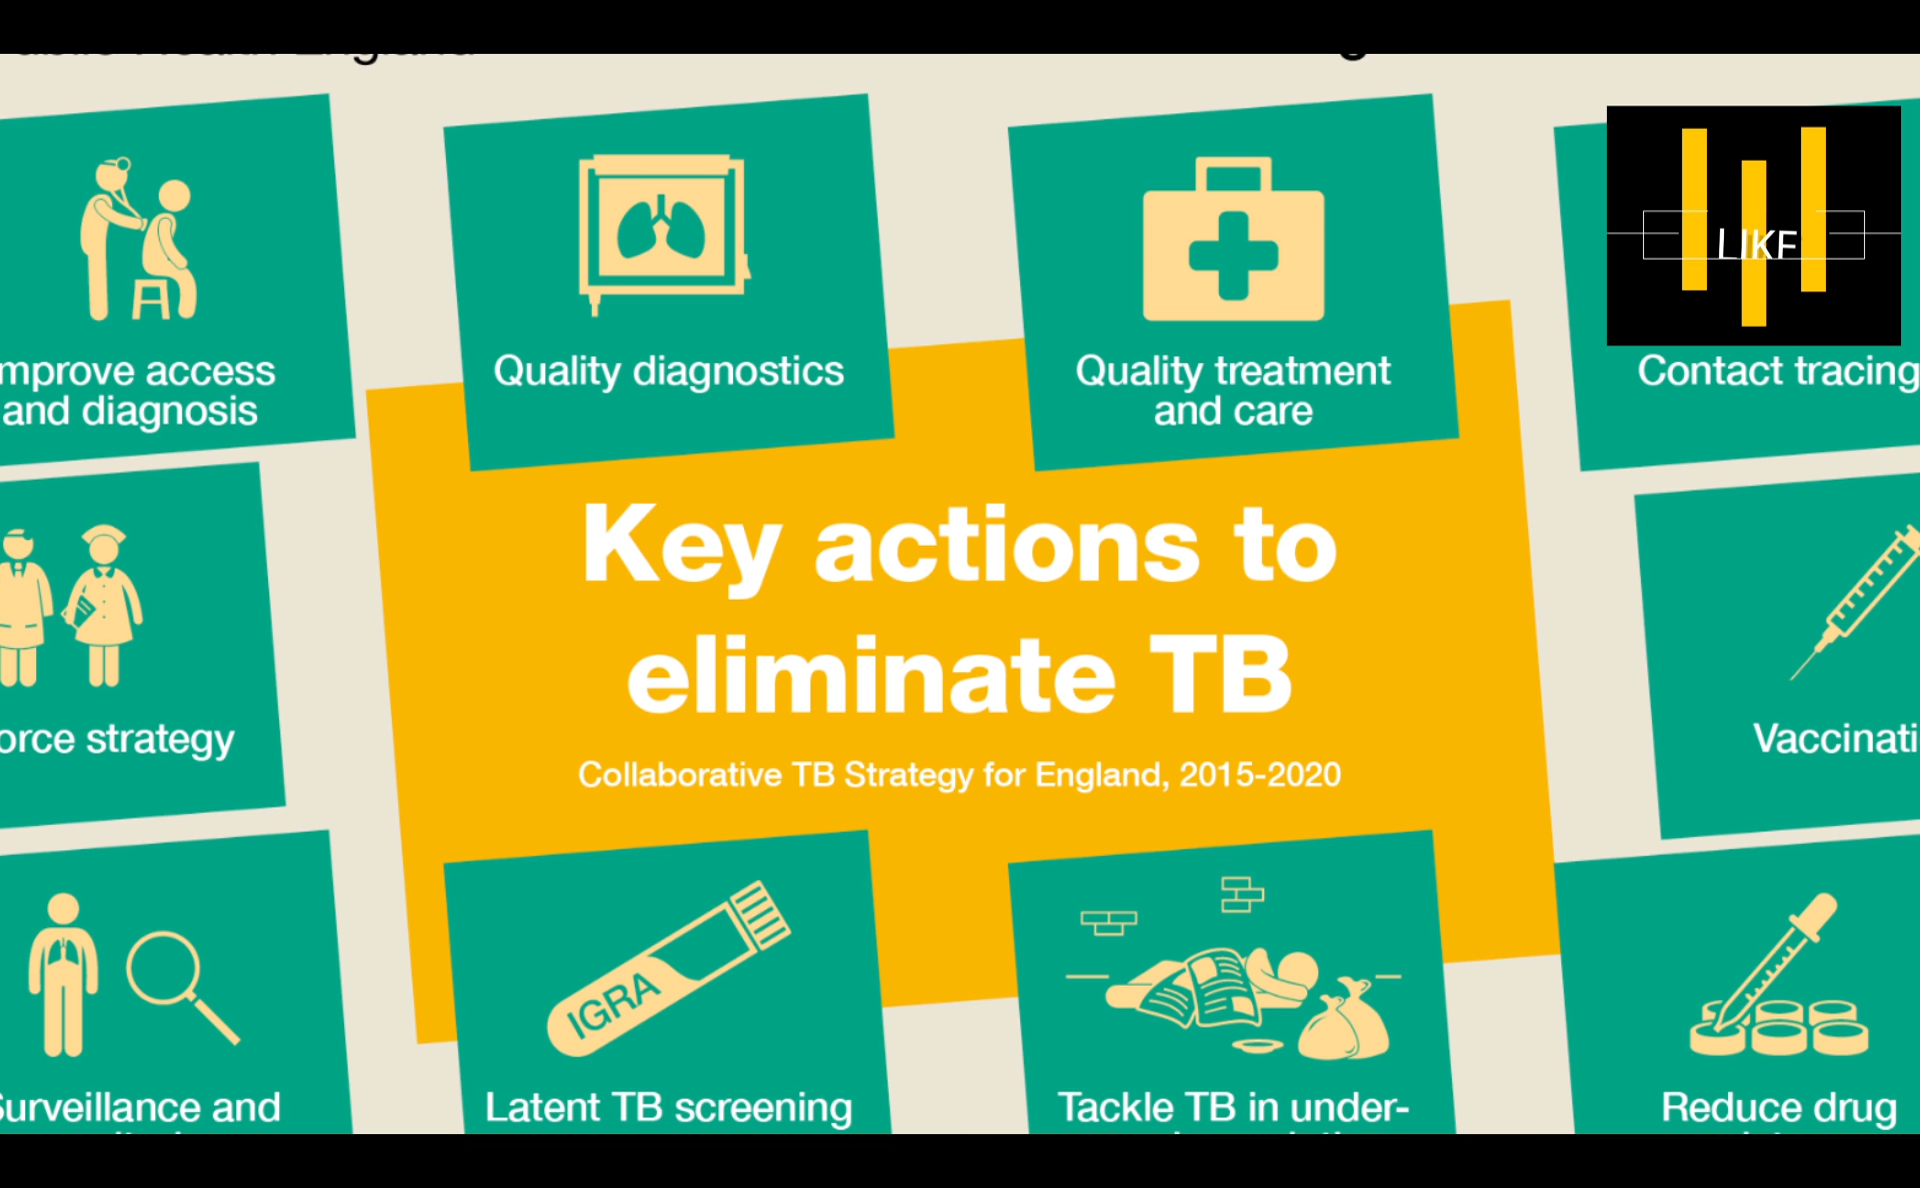 Health England
LIKF
mprove access
and diagnosis
Quality diagnostics
Quality treatment
and care
Contact tracing
Key actions to
eliminate TB
Collaborative TB Strategy for England, 2015-2020
orce strategy
Vaccinati
IGRA
Surveillance and
Latent TB screening
Tackle TB in under-
Reduce drug